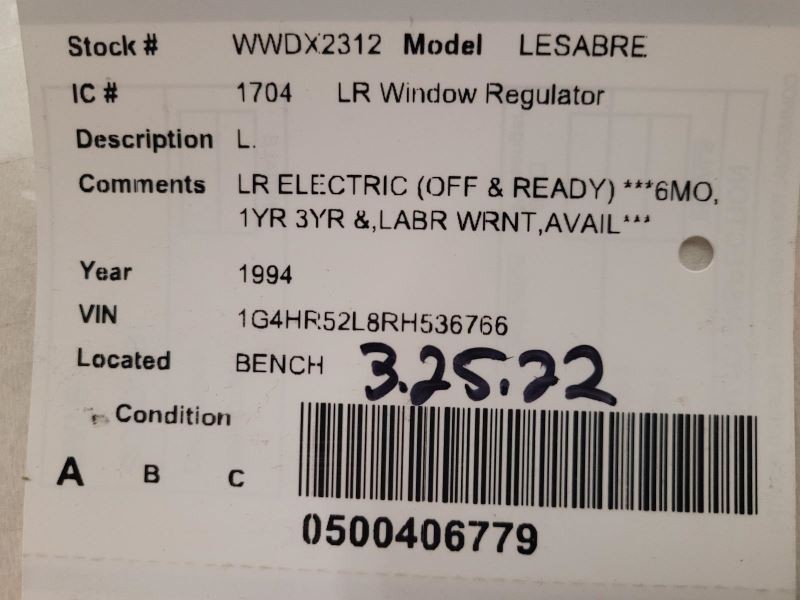 Stock # WWDX2312 Model LESABRE
IC # 1704 LR Window Regulator
Description L.
Comments LR ELECTRIC (OFF & READY) ***6MO,
1YR 3YR &,LABR WRNT,AVAIL***
Year 1994
VIN 1G4HR52L8RH536766
Located BENCH 3.25.22
Condition
A B C
0500406779